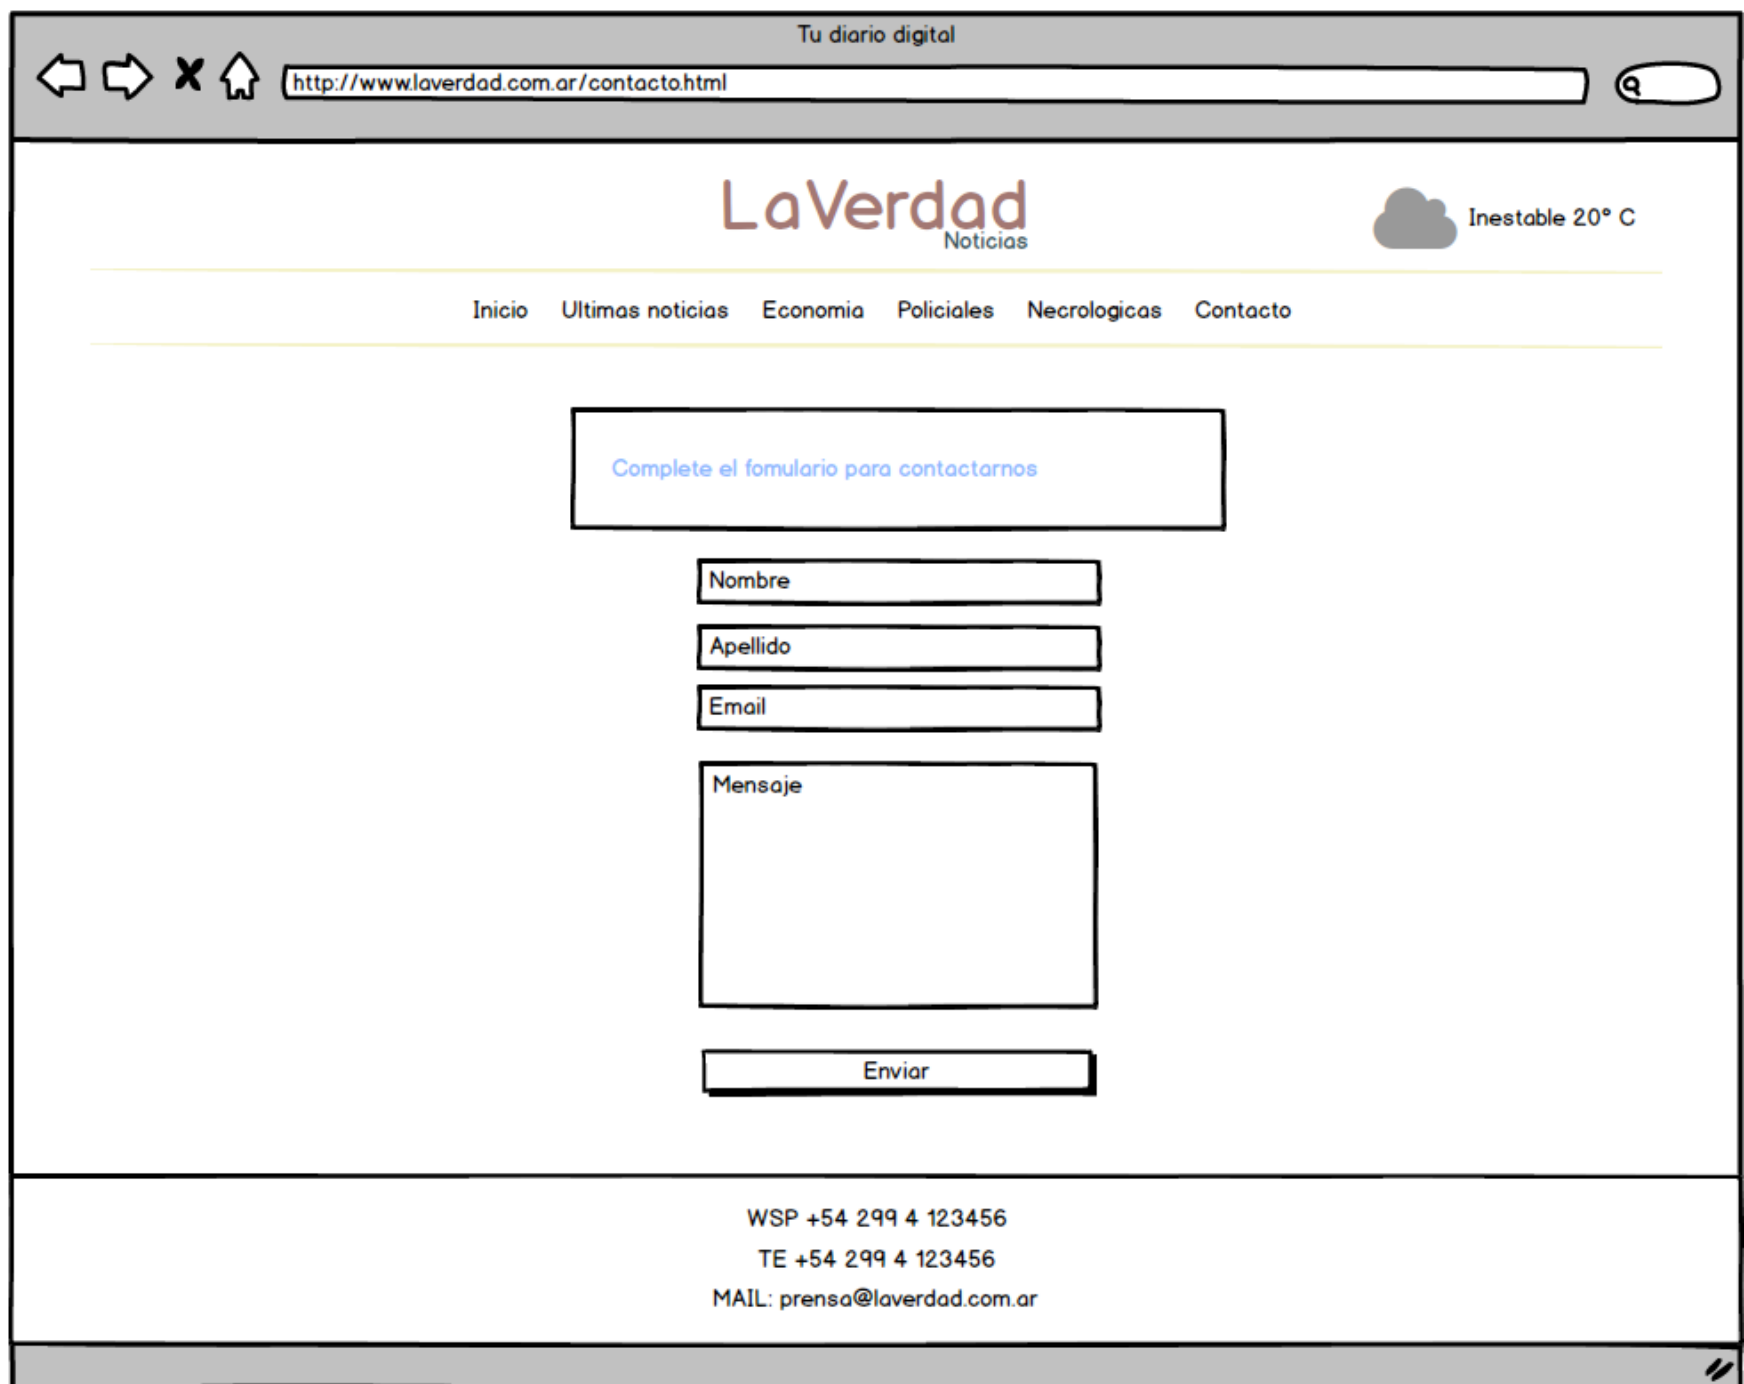 Tu diario digital
http://www.laverdad.com.ar/contacto.html
LaVerdad
Noticias
Inestable 20° C
Inicio Ultimas noticias Economia Policiales Necrologicas Contacto
Complete el fomulario para contactarnos
Nombre
Apellido
Email
Mensaje
Enviar
WSP +54 299 4 123456
TE +54 299 4 123456
MAIL: prensa@laverdad.com.ar